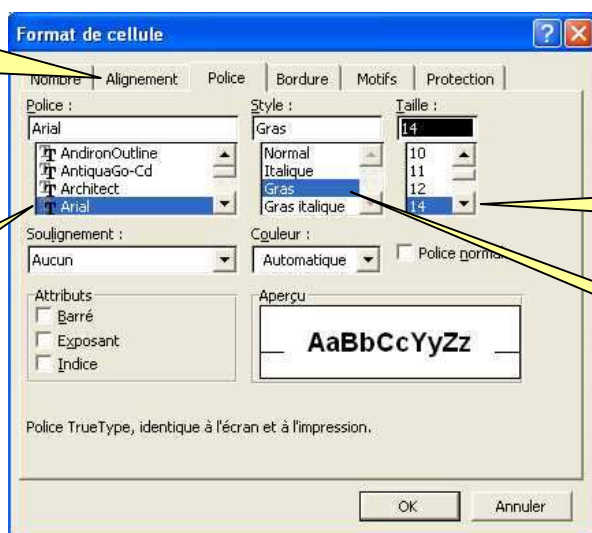 Format de cellule
Nombre Alignement Police Bordure Motifs Protection
Police : Style : Taille :
Arial Gras 14
AndironOutline Normal 10
AntiquaGo-Cd Italique 11
Architect Gras 12
Arial Gras italique 14
Soulignement : Couleur :
Aucun Automatique Police
Attributs Aperçu
Barré
Exposant AaBbCcYyZz
Indice
Police TrueType, identique à l'écran et à l'impression.
OK Annuler